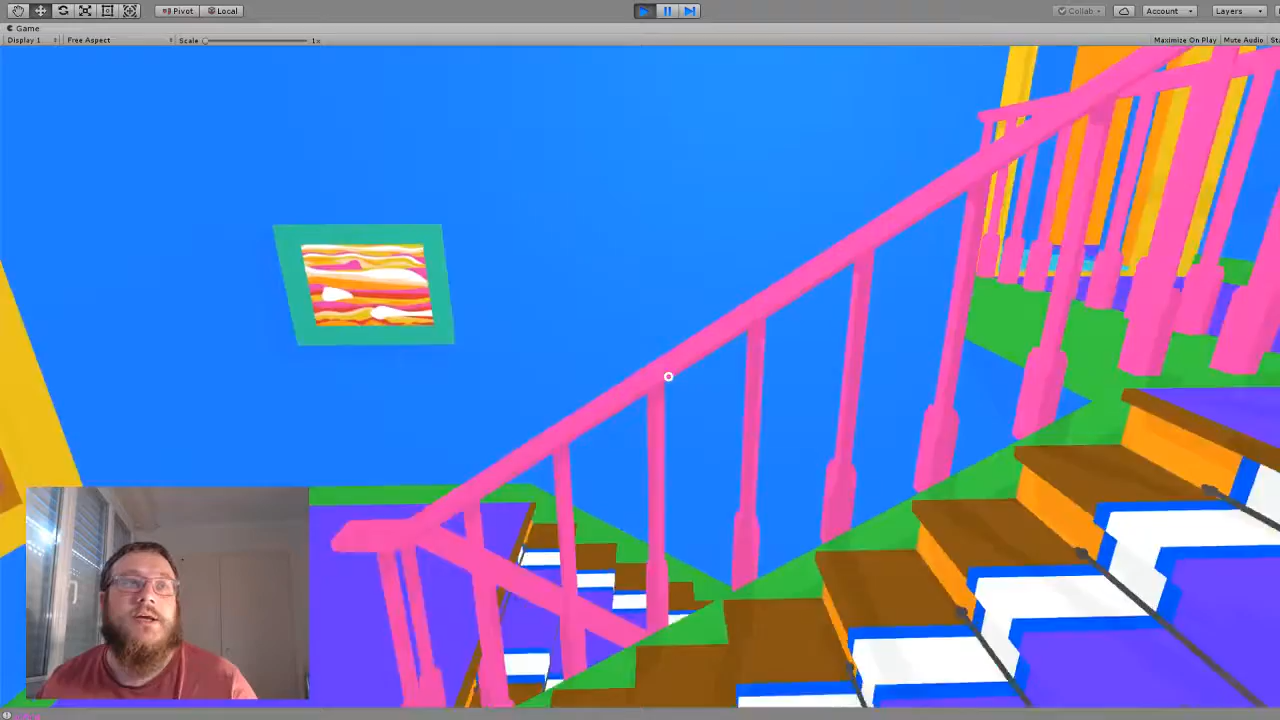 Pivot Local Collab Account Layers
Game
Display 1 Free Aspect Scale 1x Maximize On Play Mute Audio